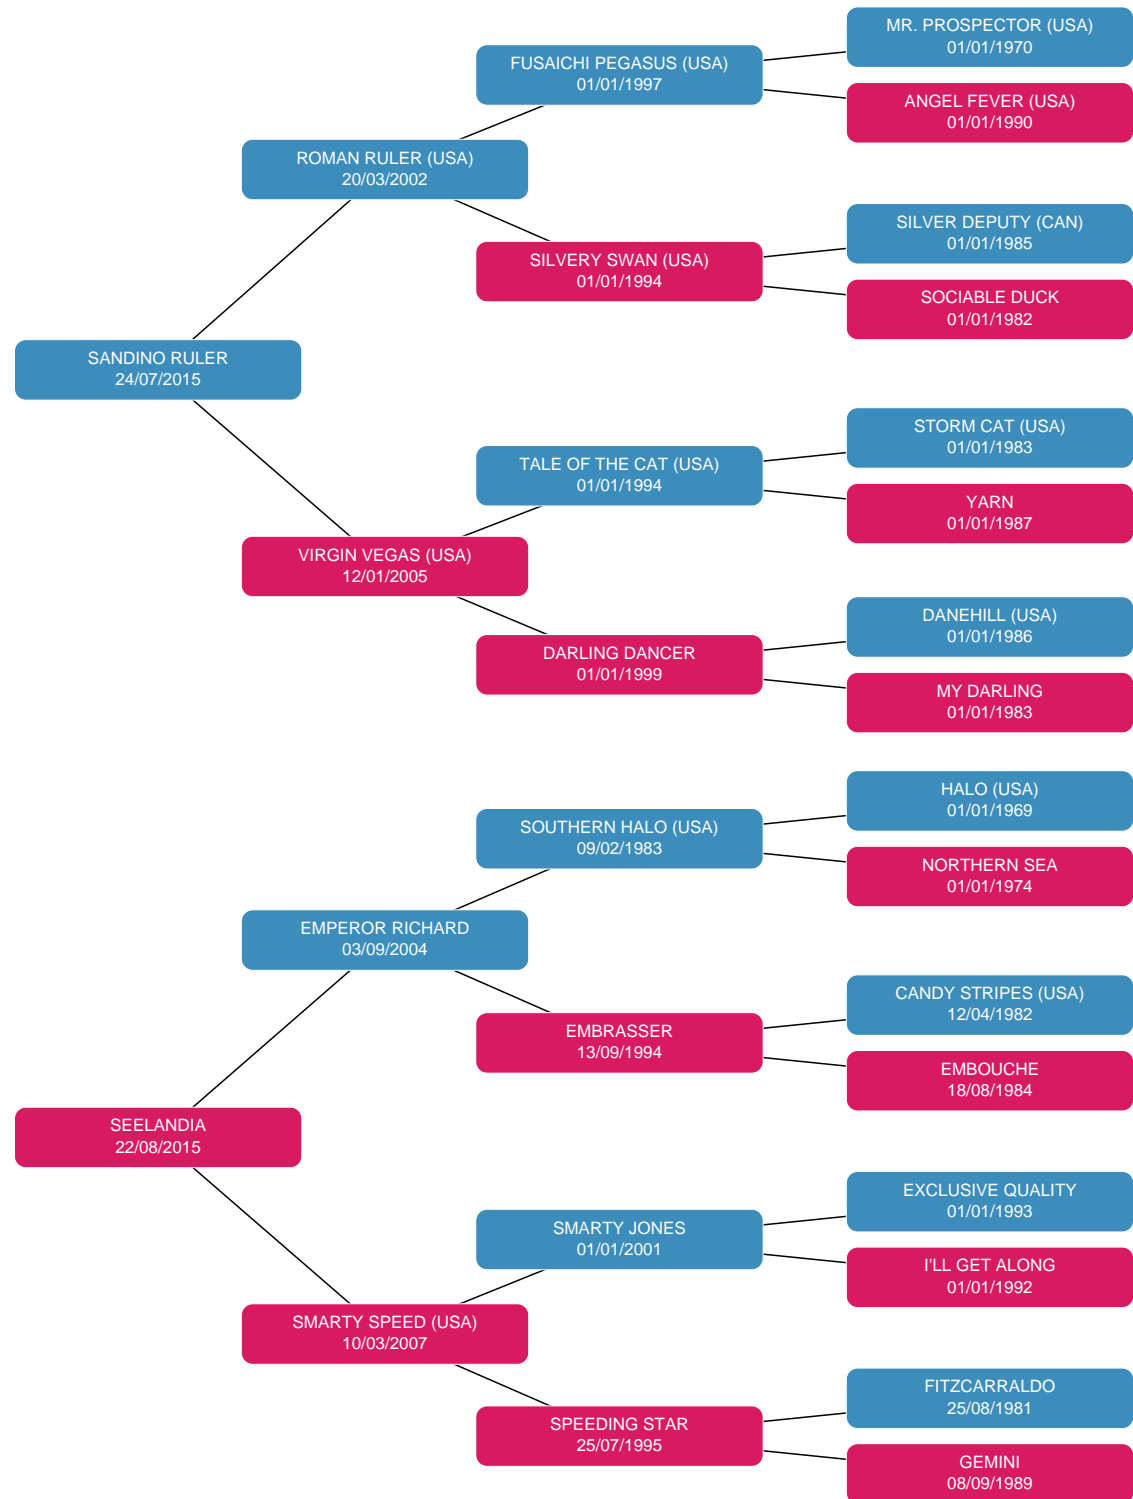 MR. PROSPECTOR (USA)
01/01/1970
FUSAICHI PEGASUS (USA)
01/01/1997
ANGEL FEVER (USA)
01/01/1990
ROMAN RULER (USA)
20/03/2002
SILVER DEPUTY (CAN)
01/01/1985
SILVERY SWAN (USA)
01/01/1994
SOCIABLE DUCK
01/01/1982
SANDINO RULER
24/07/2015
STORM CAT (USA)
01/01/1983
TALE OF THE CAT (USA)
01/01/1994
YARN
01/01/1987
VIRGIN VEGAS (USA)
12/01/2005
DANEHILL (USA)
01/01/1986
DARLING DANCER
01/01/1999
MY DARLING
01/01/1983
HALO (USA)
01/01/1969
SOUTHERN HALO (USA)
09/02/1983
NORTHERN SEA
01/01/1974
EMPEROR RICHARD
03/09/2004
CANDY STRIPES (USA)
12/04/1982
EMBRASSER
13/09/1994
EMBOUCHE
18/08/1984
SEELANDIA
22/08/2015
EXCLUSIVE QUALITY
01/01/1993
SMARTY JONES
01/01/2001
I'LL GET ALONG
01/01/1992
SMARTY SPEED (USA)
10/03/2007
FITZCARRALDO
25/08/1981
SPEEDING STAR
25/07/1995
GEMINI
08/09/1989